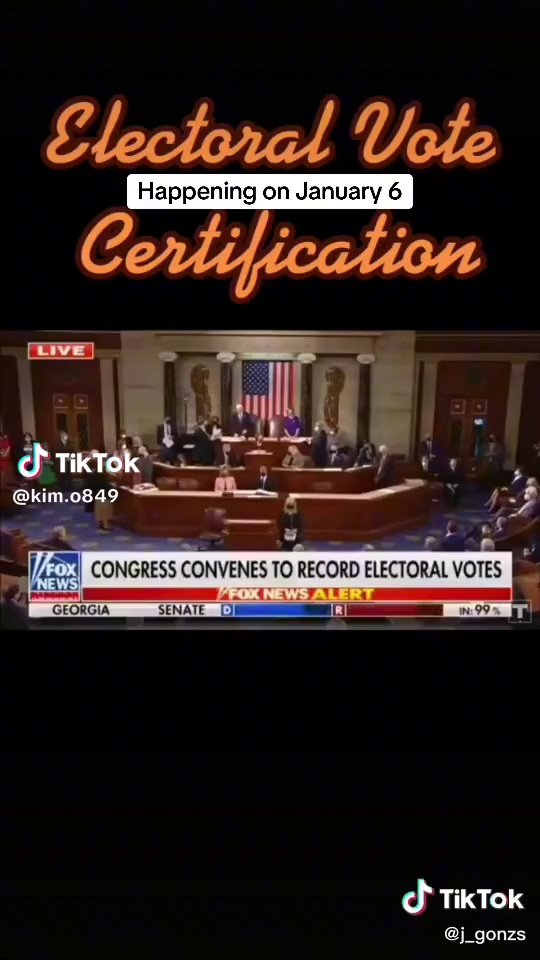 Electoral Vote
Happening on January 6
Certification
LIVE
TikTok
@kim.o849
FOX NEWS
CONGRESS CONVENES TO RECORD ELECTORAL VOTES
FOX NEWS ALERT
GEORGIA SENATE D R IN: 99%
T
TikTok
@j_gonzs